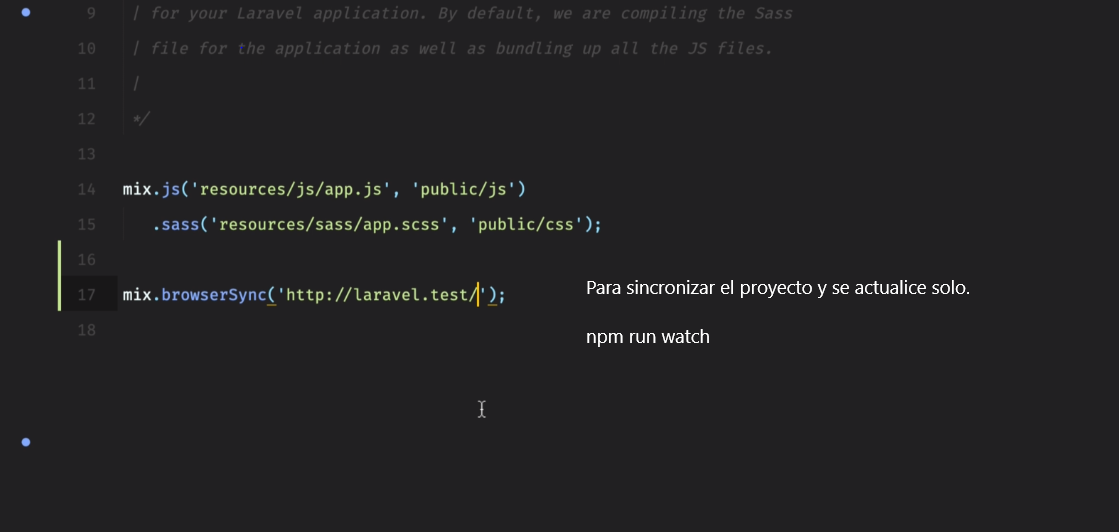 9 | for your Laravel application. By default, we are compiling the Sass
10 | file for the application as well as bundling up all the JS files.
11 |
12 */
13
14 mix.js('resources/js/app.js', 'public/js')
15 .sass('resources/sass/app.scss', 'public/css');
16
17 mix.browserSync('http://laravel.test/');
18
Para sincronizar el proyecto y se actualice solo.
npm run watch